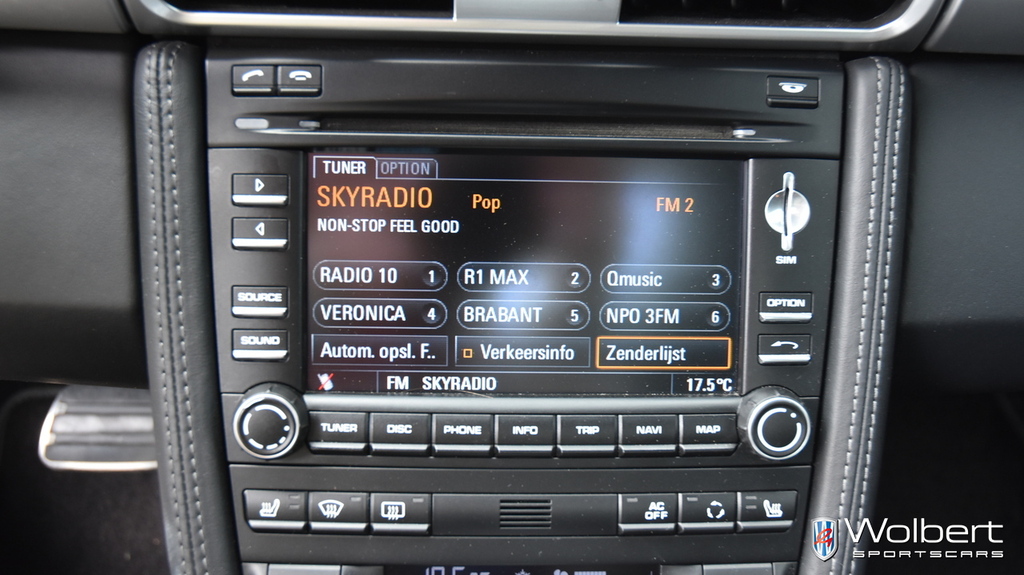 TUNER OPTION
SKYRADIO Pop FM 2
NON-STOP FEEL GOOD
SIM
RADIO 10 1 R1 MAX 2 Qmusic 3
SOURCE VERONICA 4 BRABANT 5 NPO 3FM 6 OPTION
SOUND Autom. opsl. F.. Verkeersinfo Zenderlijst
FM SKYRADIO 17.5°C
TUNER DISC PHONE INFO TRIP NAVI MAP
AC OFF
Wolbert
SPORTSCARS